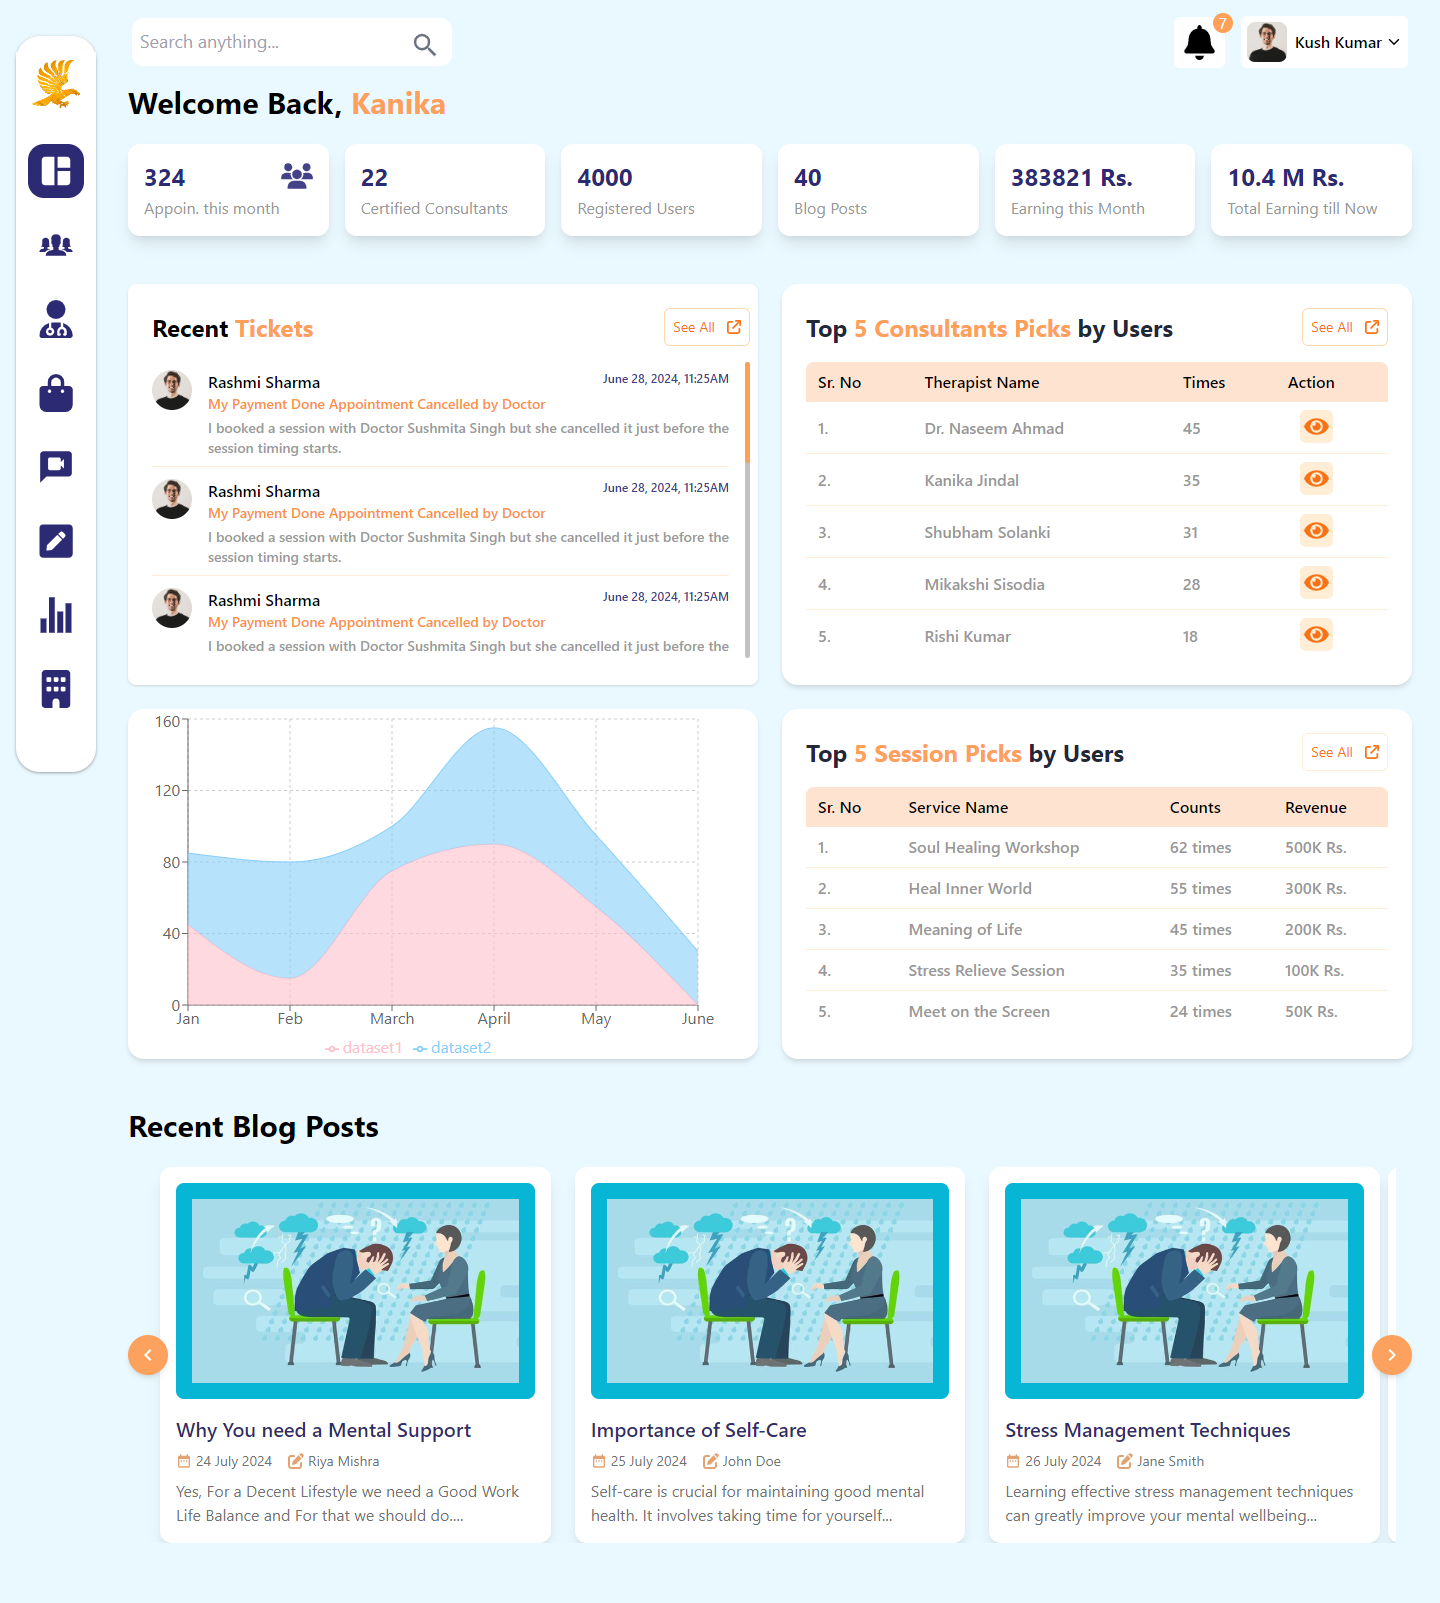 Search anything...
7
Kush Kumar
Welcome Back, Kanika
324
Appoin. this month
22
Certified Consultants
4000
Registered Users
40
Blog Posts
383821 Rs.
Earning this Month
10.4 M Rs.
Total Earning till Now
Recent Tickets
See All
Rashmi Sharma
June 28, 2024, 11:25AM
My Payment Done Appointment Cancelled by Doctor
I booked a session with Doctor Sushmita Singh but she cancelled it just before the
session timing starts.
Rashmi Sharma
June 28, 2024, 11:25AM
My Payment Done Appointment Cancelled by Doctor
I booked a session with Doctor Sushmita Singh but she cancelled it just before the
session timing starts.
Rashmi Sharma
June 28, 2024, 11:25AM
My Payment Done Appointment Cancelled by Doctor
I booked a session with Doctor Sushmita Singh but she cancelled it just before the
Top 5 Consultants Picks by Users
See All
Sr. No Therapist Name Times Action
1. Dr. Naseem Ahmad 45
2. Kanika Jindal 35
3. Shubham Solanki 31
4. Mikakshi Sisodia 28
5. Rishi Kumar 18
160
120
80
40
0
Jan Feb March April May June
dataset1 dataset2
Top 5 Session Picks by Users
See All
Sr. No Service Name Counts Revenue
1. Soul Healing Workshop 62 times 500K Rs.
2. Heal Inner World 55 times 300K Rs.
3. Meaning of Life 45 times 200K Rs.
4. Stress Relieve Session 35 times 100K Rs.
5. Meet on the Screen 24 times 50K Rs.
Recent Blog Posts
?
Why You need a Mental Support
24 July 2024 Riya Mishra
Yes, For a Decent Lifestyle we need a Good Work
Life Balance and For that we should do....
?
Importance of Self-Care
25 July 2024 John Doe
Self-care is crucial for maintaining good mental
health. It involves taking time for yourself...
?
Stress Management Techniques
26 July 2024 Jane Smith
Learning effective stress management techniques
can greatly improve your mental wellbeing...